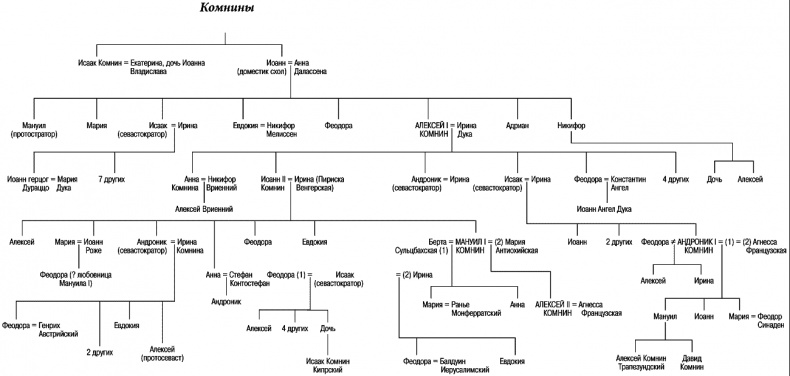 Комнины
Исаак Комнин = Екатерина, дочь Иоанна
Владислава
Иоанн = Анна
(доместик схол) Далассена
Мануил
(протостратор)
Мария
Исаак = Ирина
(севастократор)
Евдокия = Никифор
Мелиссен
Феодора
АЛЕКСЕЙ I = Ирина
КОМНИН Дука
Адриан
Никифор
Иоанн герцог = Мария
Дураццо Дука
7 других
Анна = Никифор
Комнина Вриенний
Иоанн II = Ирина (Пириска
Комнин Венгерская)
Андроник = Ирина
(севастократор)
Исаак = Ирина
(севастократор)
Феодора = Константин
Ангел
4 других
Дочь
Алексей
Алексей Вриенний
Иоанн Ангел Дука
Алексей
Мария = Иоанн
Роже
Андроник = Ирина
(севастократор) Комнина
Феодора
Евдокия
Берта = МАНУИЛ I = (2) Мария
Сульцбахская (1) КОМНИН Антиохийская
Иоанн
2 других
Феодора ≠ АНДРОНИК I = (1) = (2) Агнесса
КОМНИН Французская
Феодора (? любовница
Мануила I)
Анна = Стефан
Контостефан
Феодора (1) = Исаак
(севастократор)
= (2) Ирина
Алексей
Ирина
Андроник
Мария = Ранье
Монферратский
Анна
АЛЕКСЕЙ II = Агнесса
КОМНИН Французская
Феодора = Генрих
Австрийский
2 других
Евдокия
Алексей
(протосеваст)
Алексей
4 других
Дочь
Мануил
Иоанн
Мария = Феодор
Синаден
Исаак Комнин
Кипрский
Феодора = Балдуин
Иерусалимский
Евдокия
Алексей Комнин
Трапезундский
Давид
Комнин